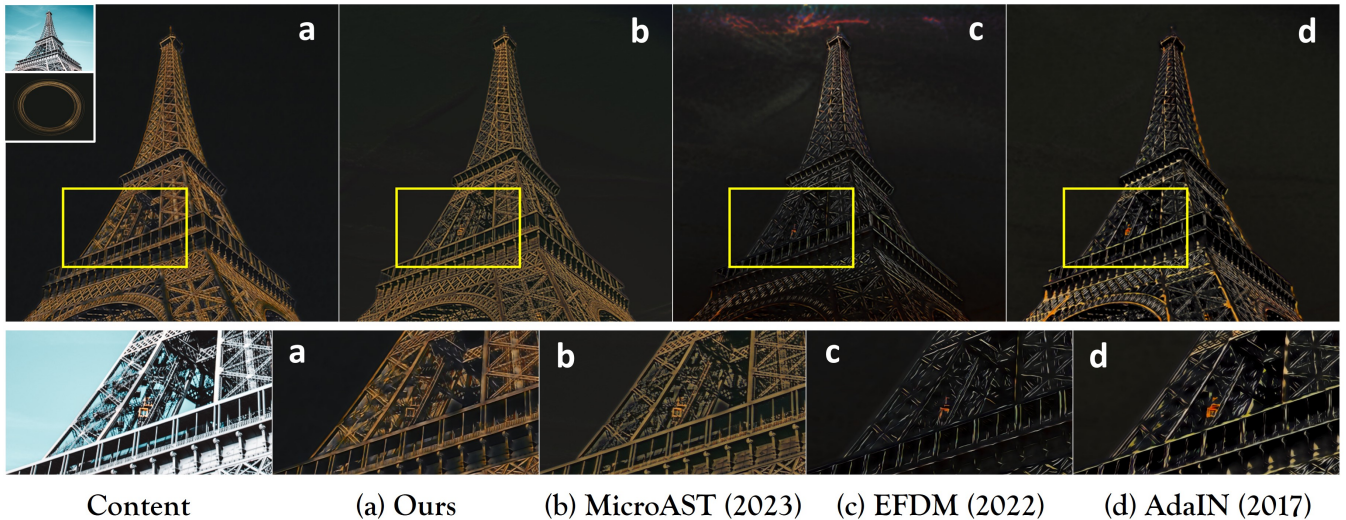 a b c d
a b c d
Content (a) Ours (b) MicroAST (2023) (c) EFDM (2022) (d) AdaIN (2017)